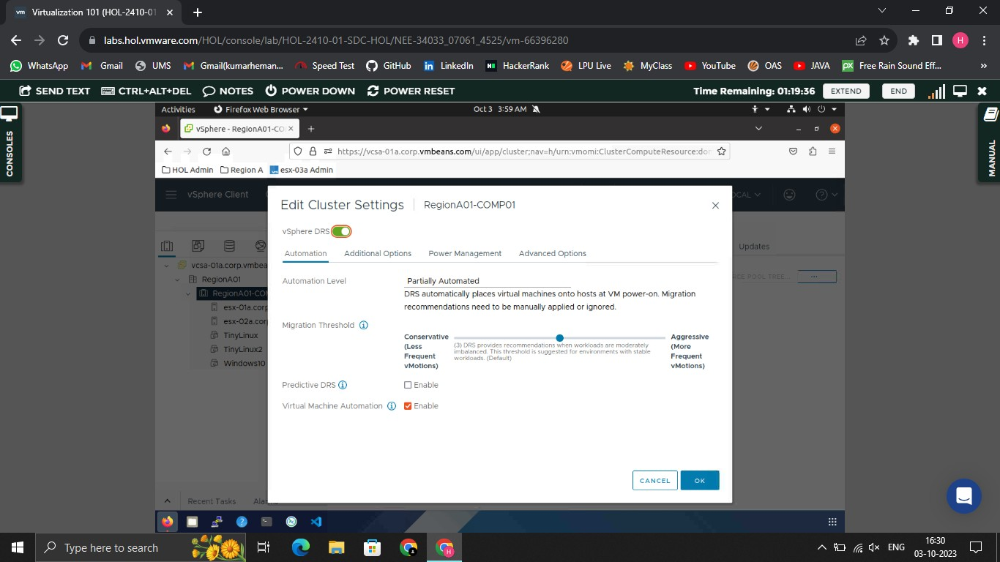 vm Virtualization 101 (HOL-2410-01
labs.hol.vmware.com/HOL/console/lab/HOL-2410-01-SDC-HOL/NEE-34033_07061_4525/vm-66396280
H
WhatsApp Gmail UMS Gmail(kumarheman... Speed Test GitHub LinkedIn HackerRank LPU Live MyClass YouTube OAS JAVA Free Rain Sound Eff... »
SEND TEXT CTRL+ALT+DEL NOTES POWER DOWN POWER RESET Time Remaining: 01:19:36 EXTEND END
CONSOLES
MANUAL
Activities Firefox Web Browser Oct 3 3:59 AM
vSphere - RegionA01-CO
https://vcsa-01a.corp.vmbeans.com/ui/app/cluster;nav=h/urn:vmomi:ClusterComputeResource:do
HOL Admin Region A esx-03a Admin
vSphere Client
OCAL
Edit Cluster Settings RegionA01-COMP01
vSphere DRS
Updates
Automation Additional Options Power Management Advanced Options
vcsa-01a.corp.vmbea
RegionA01
RCE POOL TREE... ...
RegionA01-CO
esx-01a.corp
esx-02a.cor
TinyLinux
TinyLinux2
Windows10
Automation Level Partially Automated
DRS automatically places virtual machines onto hosts at VM power-on. Migration
recommendations need to be manually applied or ignored.
Migration Threshold
Conservative
(Less
Frequent
vMotions)
(3) DRS provides recommendations when workloads are moderately
imbalanced. This threshold is suggested for environments with stable
workloads. (Default)
Aggressive
(More
Frequent
vMotions)
Predictive DRS Enable
Virtual Machine Automation Enable
CANCEL OK
Recent Tasks Alar
Type here to search
ENG
16:30
03-10-2023